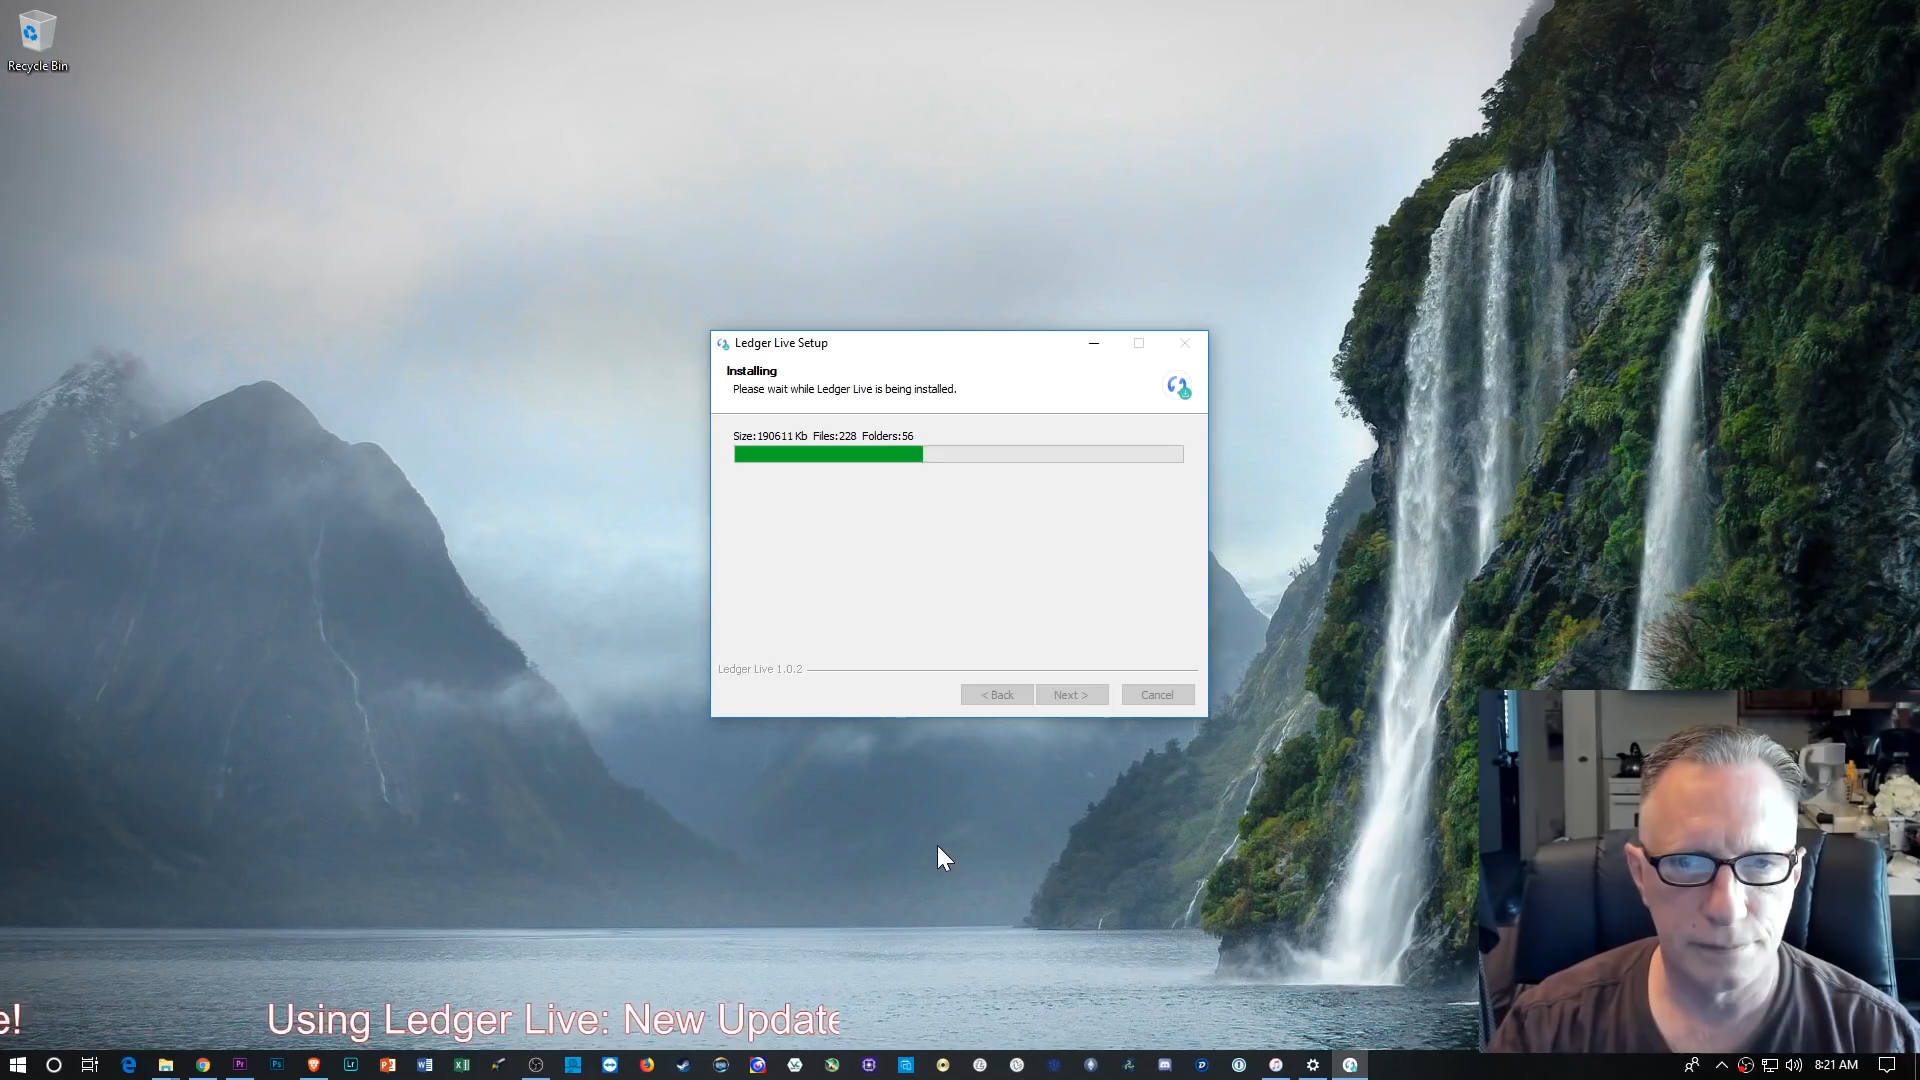 Recycle Bin
Ledger Live Setup
Installing
Please wait while Ledger Live is being installed.
Size:190611 Kb Files:228 Folders:56
Ledger Live 1.0.2
< Back
Next >
Cancel
e!
Using Ledger Live: New Update
8:21 AM